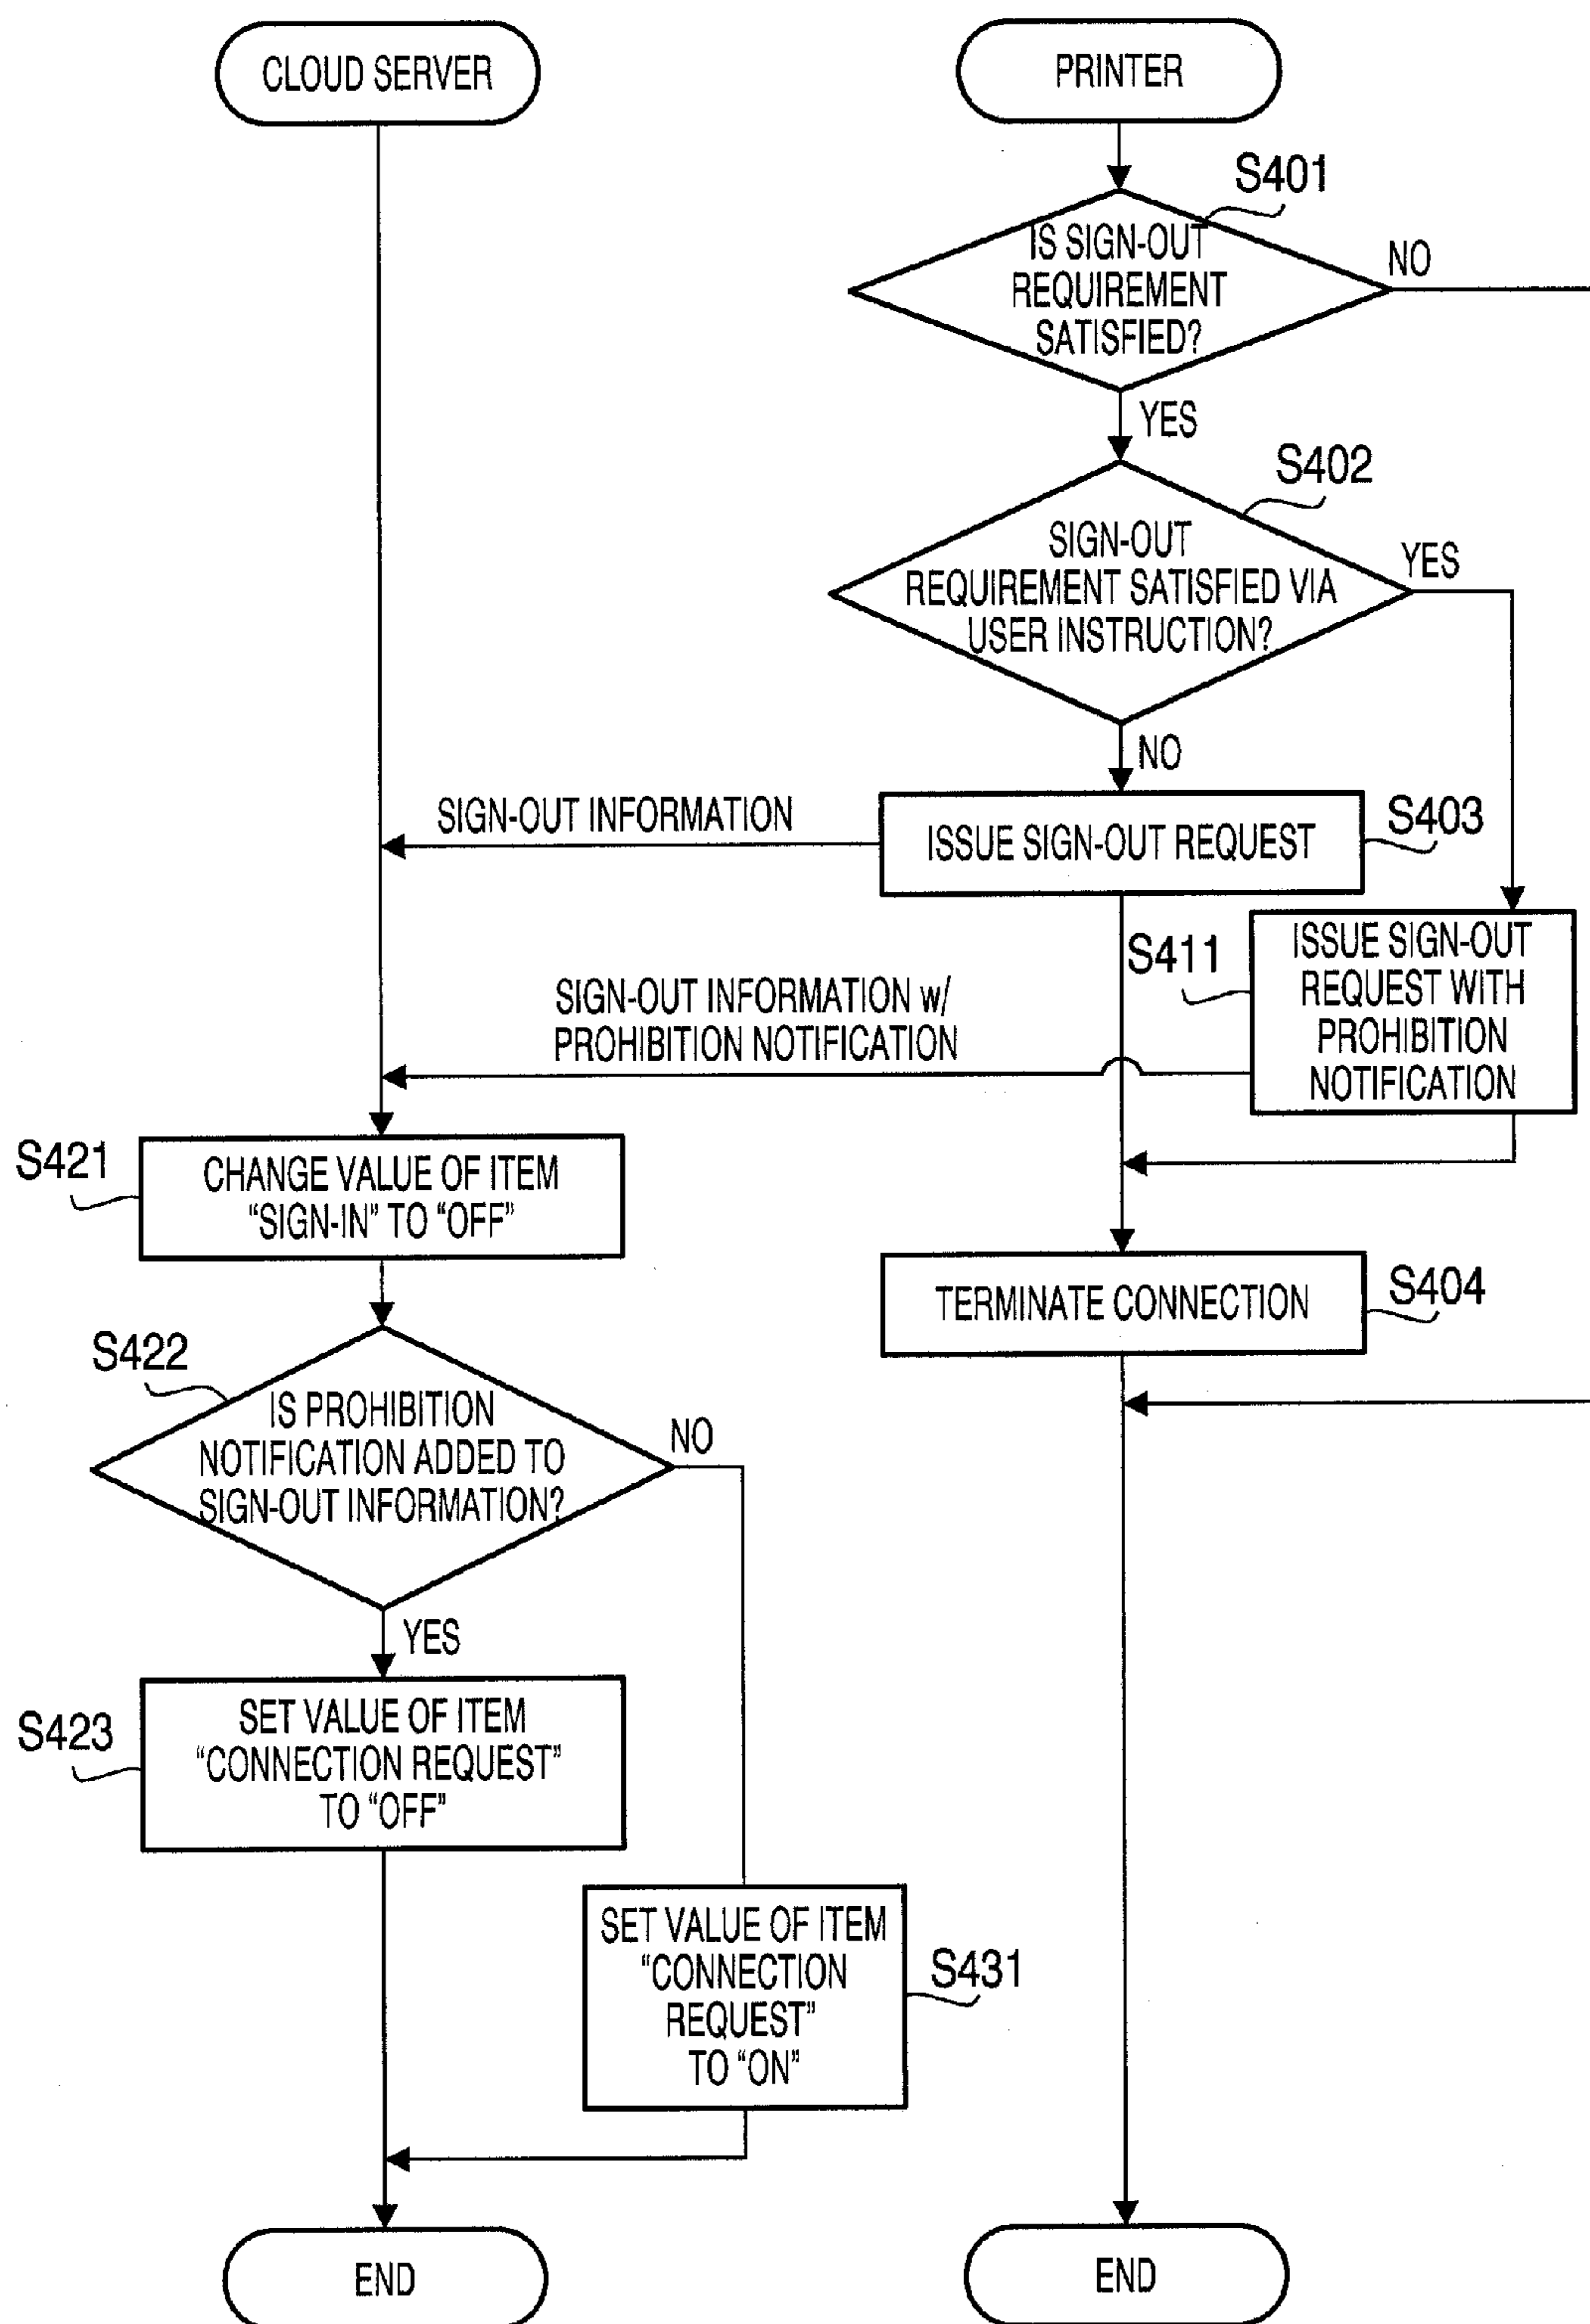 CLOUD SERVER
PRINTER
S401
IS SIGN-OUT
REQUIREMENT
SATISFIED?
NO
YES
S402
SIGN-OUT
REQUIREMENT SATISFIED VIA
USER INSTRUCTION?
YES
NO
SIGN-OUT INFORMATION
ISSUE SIGN-OUT REQUEST
S403
S411
ISSUE SIGN-OUT
REQUEST WITH
PROHIBITION
NOTIFICATION
SIGN-OUT INFORMATION w/
PROHIBITION NOTIFICATION
S421
CHANGE VALUE OF ITEM
“SIGN-IN” TO “OFF”
TERMINATE CONNECTION
S404
S422
IS PROHIBITION
NOTIFICATION ADDED TO
SIGN-OUT INFORMATION?
NO
YES
S423
SET VALUE OF ITEM
“CONNECTION REQUEST”
TO “OFF”
SET VALUE OF ITEM
“CONNECTION
REQUEST”
TO “ON”
S431
END
END